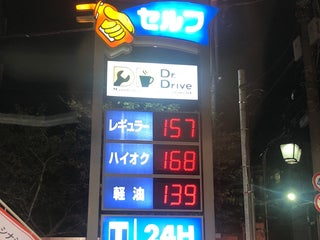 セルフ
Dr.
Drive
レギュラー 157
ハイオク 168
軽油 139
T 24H